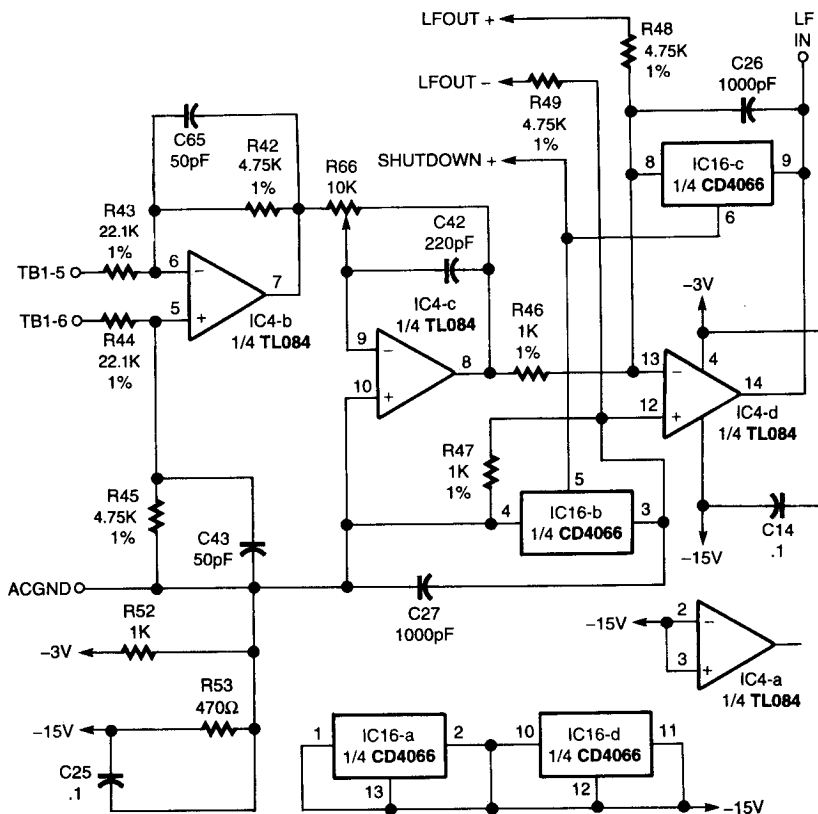 LFOUT +
R48
4.75K
1%
LF
IN
C26
1000pF
LFOUT −
R49
4.75K
1%
C65
50pF
R42
4.75K
1%
R66
10K
SHUTDOWN +
8
IC16-c
1/4 CD4066
9
6
R43
22.1K
1%
C42
220pF
TB1-5
6
−
7
TB1-6
5
+
IC4-b
1/4 TL084
R44
22.1K
1%
IC4-c
1/4 TL084
−3V
9
−
8
10
+
R46
1K
1%
13
−
4
14
12
+
IC4-d
1/4 TL084
R47
1K
1%
5
4
IC16-b
1/4 CD4066
3
R45
4.75K
1%
C43
50pF
C14
.1
−15V
ACGND
C27
1000pF
R52
1K
−3V
−15V
2
−
3
+
IC4-a
1/4 TL084
R53
470Ω
−15V
C25
.1
1
IC16-a
1/4 CD4066
2
13
10
IC16-d
1/4 CD4066
11
12
−15V